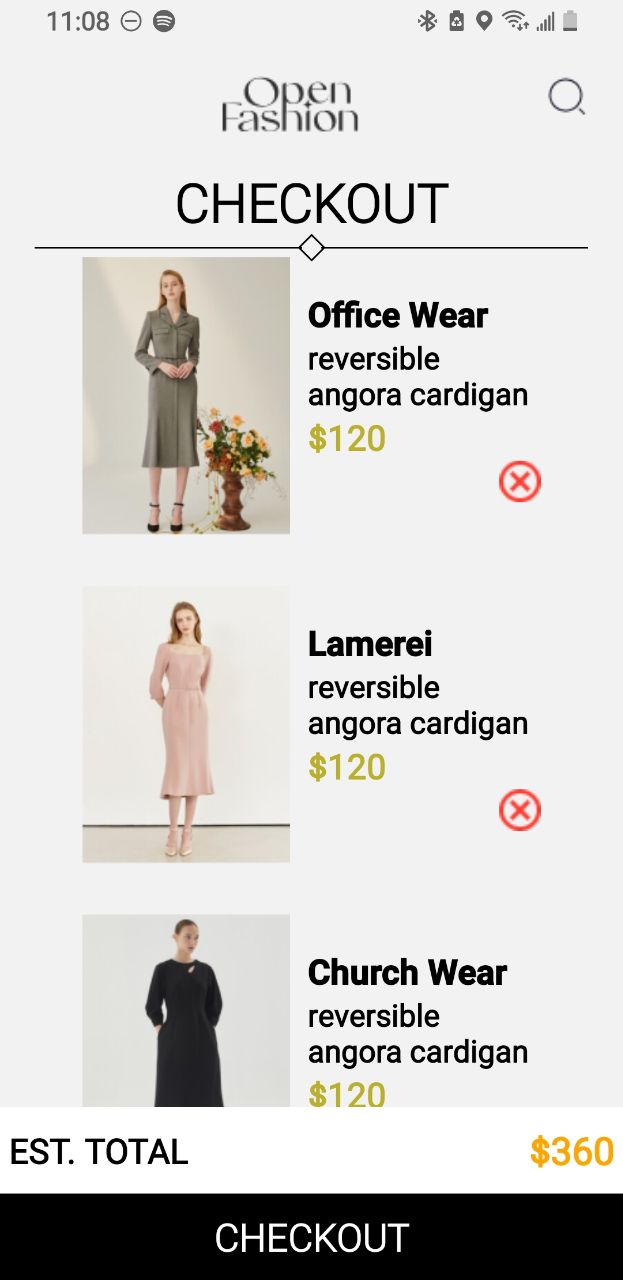 11:08
Open
Fashion
CHECKOUT
Office Wear
reversible
angora cardigan
$120
Lamerei
reversible
angora cardigan
$120
Church Wear
reversible
angora cardigan
$120
EST. TOTAL $360
CHECKOUT